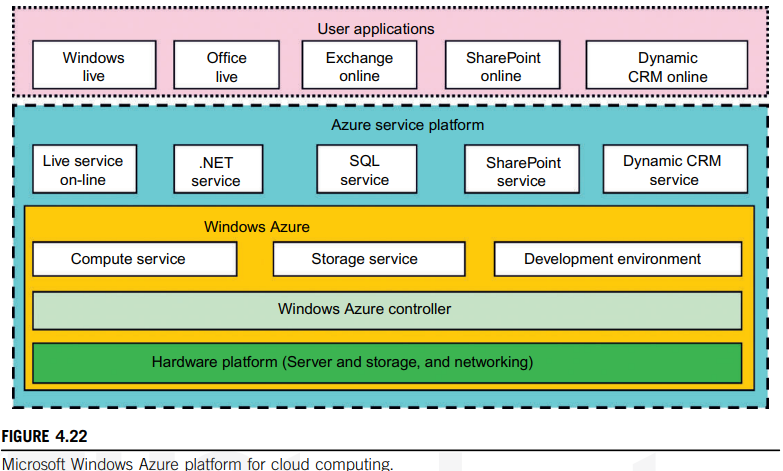 User applications
Windows
live
Office
live
Exchange
online
SharePoint
online
Dynamic
CRM online
Azure service platform
Live service
on-line
.NET
service
SQL
service
SharePoint
service
Dynamic CRM
service
Windows Azure
Compute service
Storage service
Development environment
Windows Azure controller
Hardware platform (Server and storage, and networking)
FIGURE 4.22
Microsoft Windows Azure platform for cloud computing.